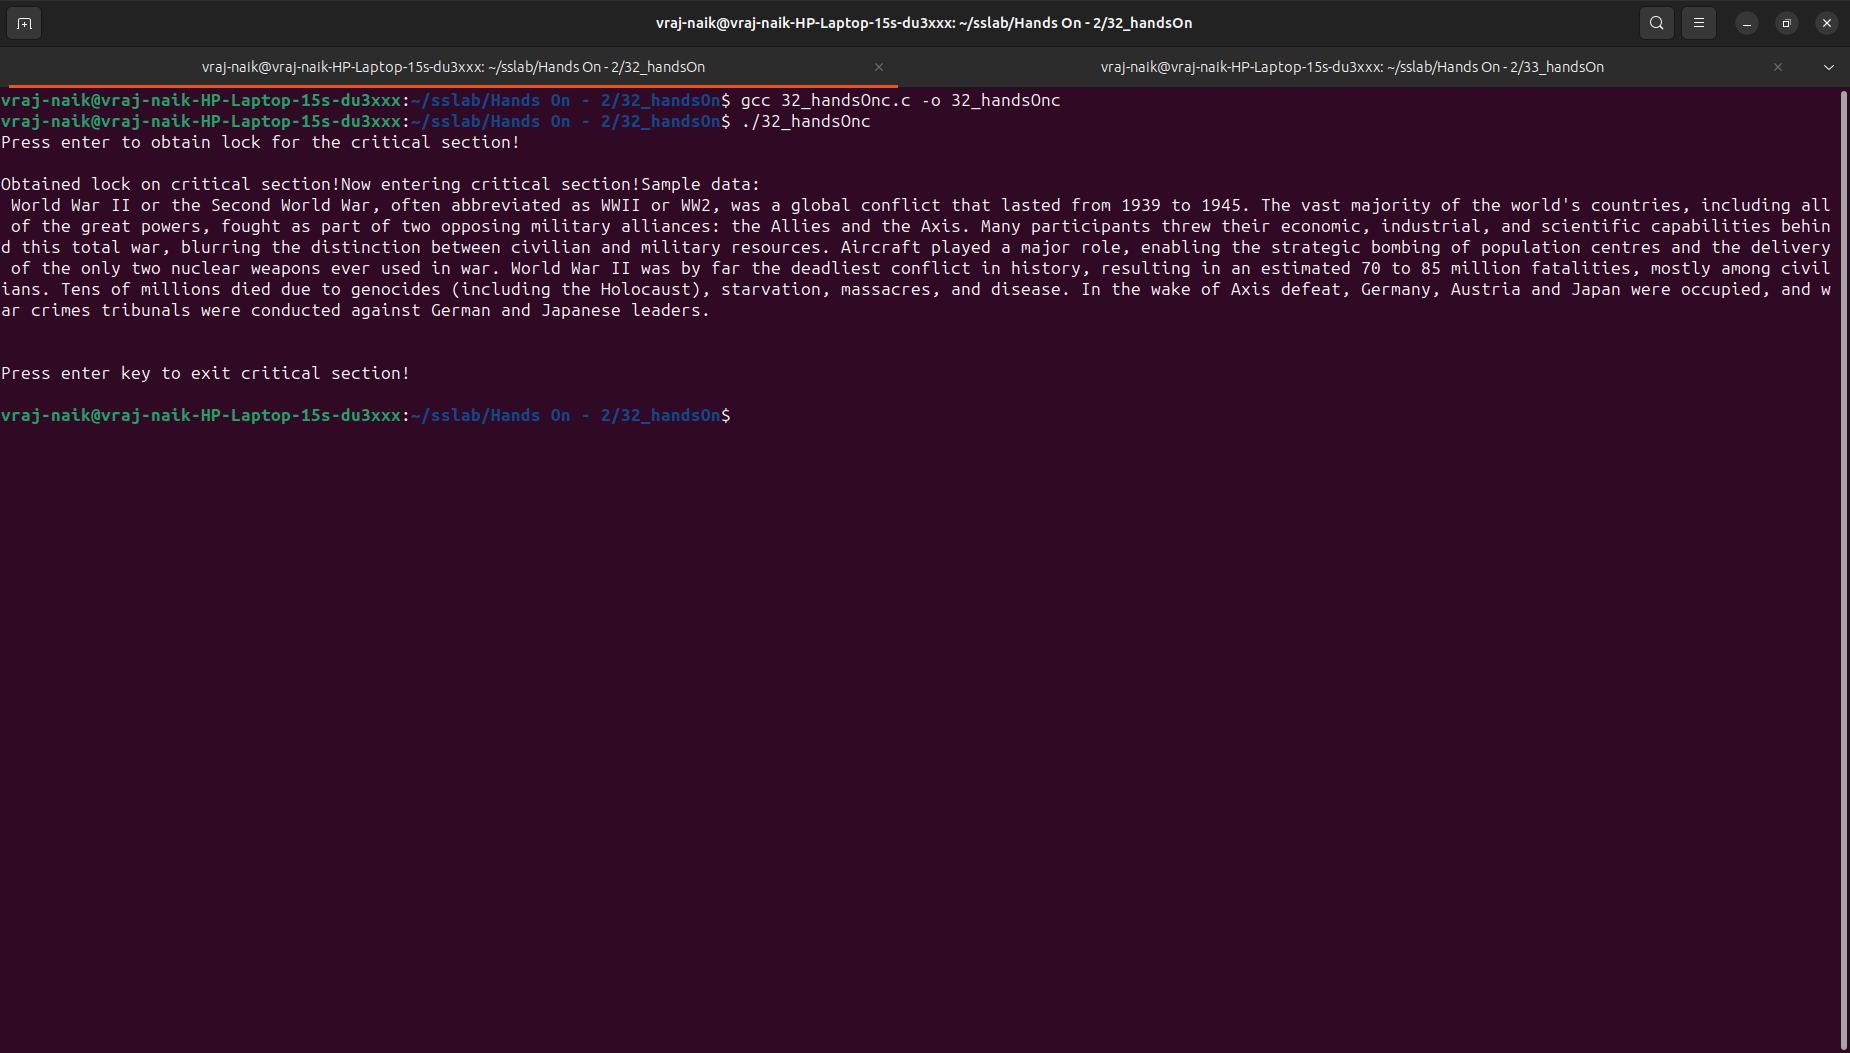 vraj-naik@vraj-naik-HP-Laptop-15s-du3xxx: ~/sslab/Hands On - 2/32_handsOn
vraj-naik@vraj-naik-HP-Laptop-15s-du3xxx: ~/sslab/Hands On - 2/32_handsOn
vraj-naik@vraj-naik-HP-Laptop-15s-du3xxx: ~/sslab/Hands On - 2/33_handsOn
vraj-naik@vraj-naik-HP-Laptop-15s-du3xxx:~/sslab/Hands On - 2/32_handsOn$ gcc 32_handsOnc.c -o 32_handsOnc
vraj-naik@vraj-naik-HP-Laptop-15s-du3xxx:~/sslab/Hands On - 2/32_handsOn$ ./32_handsOnc
Press enter to obtain lock for the critical section!
Obtained lock on critical section!Now entering critical section!Sample data:
World War II or the Second World War, often abbreviated as WWII or WW2, was a global conflict that lasted from 1939 to 1945. The vast majority of the world's countries, including all
of the great powers, fought as part of two opposing military alliances: the Allies and the Axis. Many participants threw their economic, industrial, and scientific capabilities behin
d this total war, blurring the distinction between civilian and military resources. Aircraft played a major role, enabling the strategic bombing of population centres and the delivery
of the only two nuclear weapons ever used in war. World War II was by far the deadliest conflict in history, resulting in an estimated 70 to 85 million fatalities, mostly among civil
ians. Tens of millions died due to genocides (including the Holocaust), starvation, massacres, and disease. In the wake of Axis defeat, Germany, Austria and Japan were occupied, and w
ar crimes tribunals were conducted against German and Japanese leaders.
Press enter key to exit critical section!
vraj-naik@vraj-naik-HP-Laptop-15s-du3xxx:~/sslab/Hands On - 2/32_handsOn$